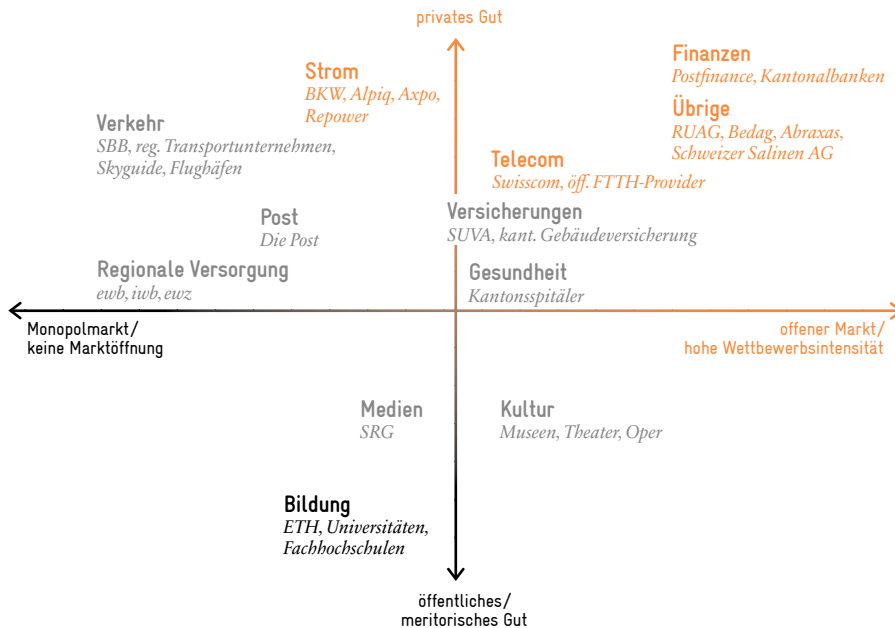 privates Gut
Finanzen
Postfinance, Kantonalbanken
Strom
BKW, Alpiq, Axpo,
Repower
Übrige
RUAG, Bedag, Abraxas,
Schweizer Salinen AG
Verkehr
SBB, reg. Transportunternehmen,
Skyguide, Flughäfen
Telecom
Swisscom, öff. FTTH-Provider
Post
Die Post
Versicherungen
SUVA, kant. Gebäudeversicherung
Regionale Versorgung
ewb, iwb, ewz
Gesundheit
Kantonsspitäler
Monopolmarkt/
keine Marktöffnung
offener Markt/
hohe Wettbewerbsintensität
Medien
SRG
Kultur
Museen, Theater, Oper
Bildung
ETH, Universitäten,
Fachhochschulen
öffentliches/
meritorisches Gut